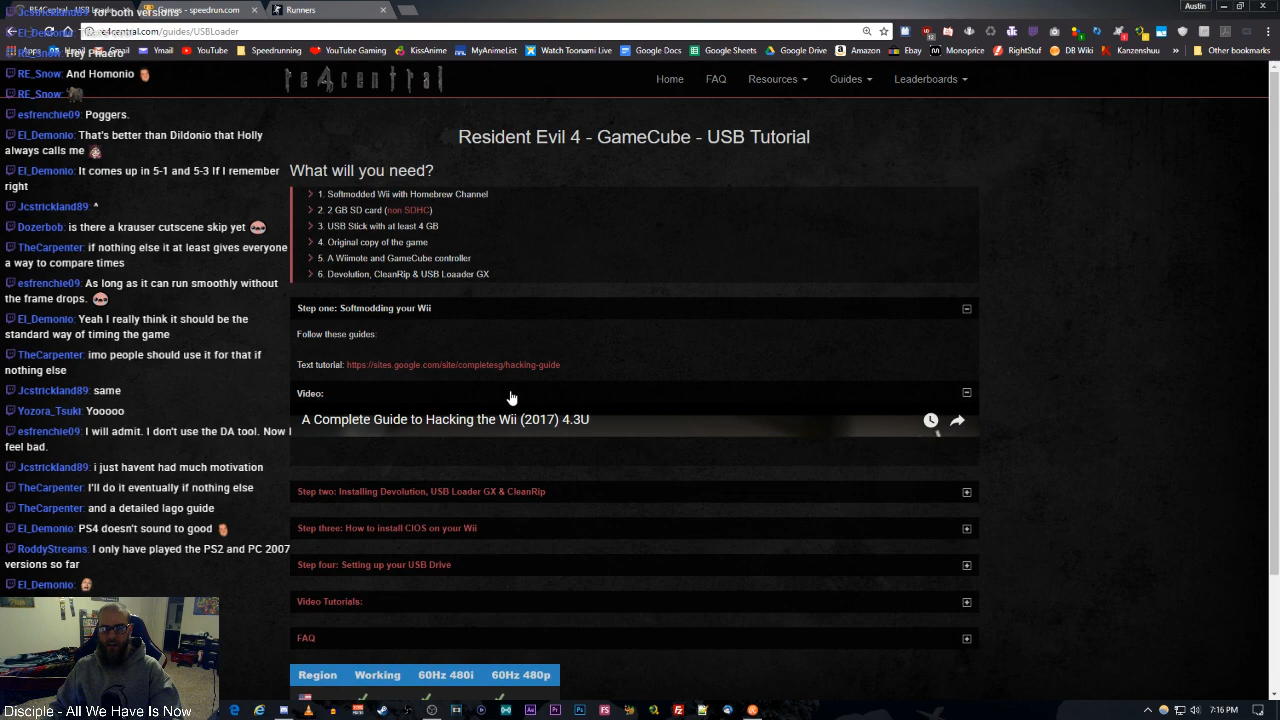 Games - speedrun.com
Runners
Austin
re4central.com/guides/USBLoader
Gmail
YouTube
Speedrunning
YouTube Gaming
KissAnime
MyAnimeList
Watch Toonami Live
Google Docs
Google Sheets
Google Drive
Amazon
Ebay
Monoprice
RightStuf
DB Wiki
Kanzenshuu
»
Other bookmarks
Jcstrickland89: for both versions
El_Demonio:
RE_Snow: Hey Phaero
RE_Snow: And Homonio
RE_Snow:
esfrenchie09: Poggers.
El_Demonio: That's better than Dildonio that Holly
always calls me
El_Demonio: It comes up in 5-1 and 5-3 If I remember
right
Jcstrickland89: ^
Dozerbob: is there a krauser cutscene skip yet
TheCarpenter: if nothing else it at least gives everyone
a way to compare times
esfrenchie09: As long as it can run smoothly without
the frame drops.
El_Demonio: Yeah I really think it should be the
standard way of timing the game
TheCarpenter: imo people should use it for that if
nothing else
Jcstrickland89: same
Yozora_Tsuki: Yooooo
esfrenchie09: I will admit. I don't use the DA tool. Now I
feel bad.
Jcstrickland89: i just havent had much motivation
TheCarpenter: I'll do it eventually if nothing else
TheCarpenter: and a detailed lago guide
El_Demonio: PS4 doesn't sound to good
RoddyStreams: I only have played the PS2 and PC 2007
versions so far
El_Demonio:
re4central
Home
FAQ
Resources
Guides
Leaderboards
Resident Evil 4 - GameCube - USB Tutorial
What will you need?
1. Softmodded Wii with Homebrew Channel
2. 2 GB SD card (non SDHC)
3. USB Stick with at least 4 GB
4. Original copy of the game
5. A Wiimote and GameCube controller
6. Devolution, CleanRip & USB Loaader GX
Step one: Softmodding your Wii
Follow these guides:
Text tutorial: https://sites.google.com/site/completesg/hacking-guide
Video:
A Complete Guide to Hacking the Wii (2017) 4.3U
Step two: Installing Devolution, USB Loader GX & CleanRip
Step three: How to install CIOS on your Wii
Step four: Setting up your USB Drive
Video Tutorials:
FAQ
Region Working 60Hz 480i 60Hz 480p
Disciple - All We Have Is Now
7:16 PM